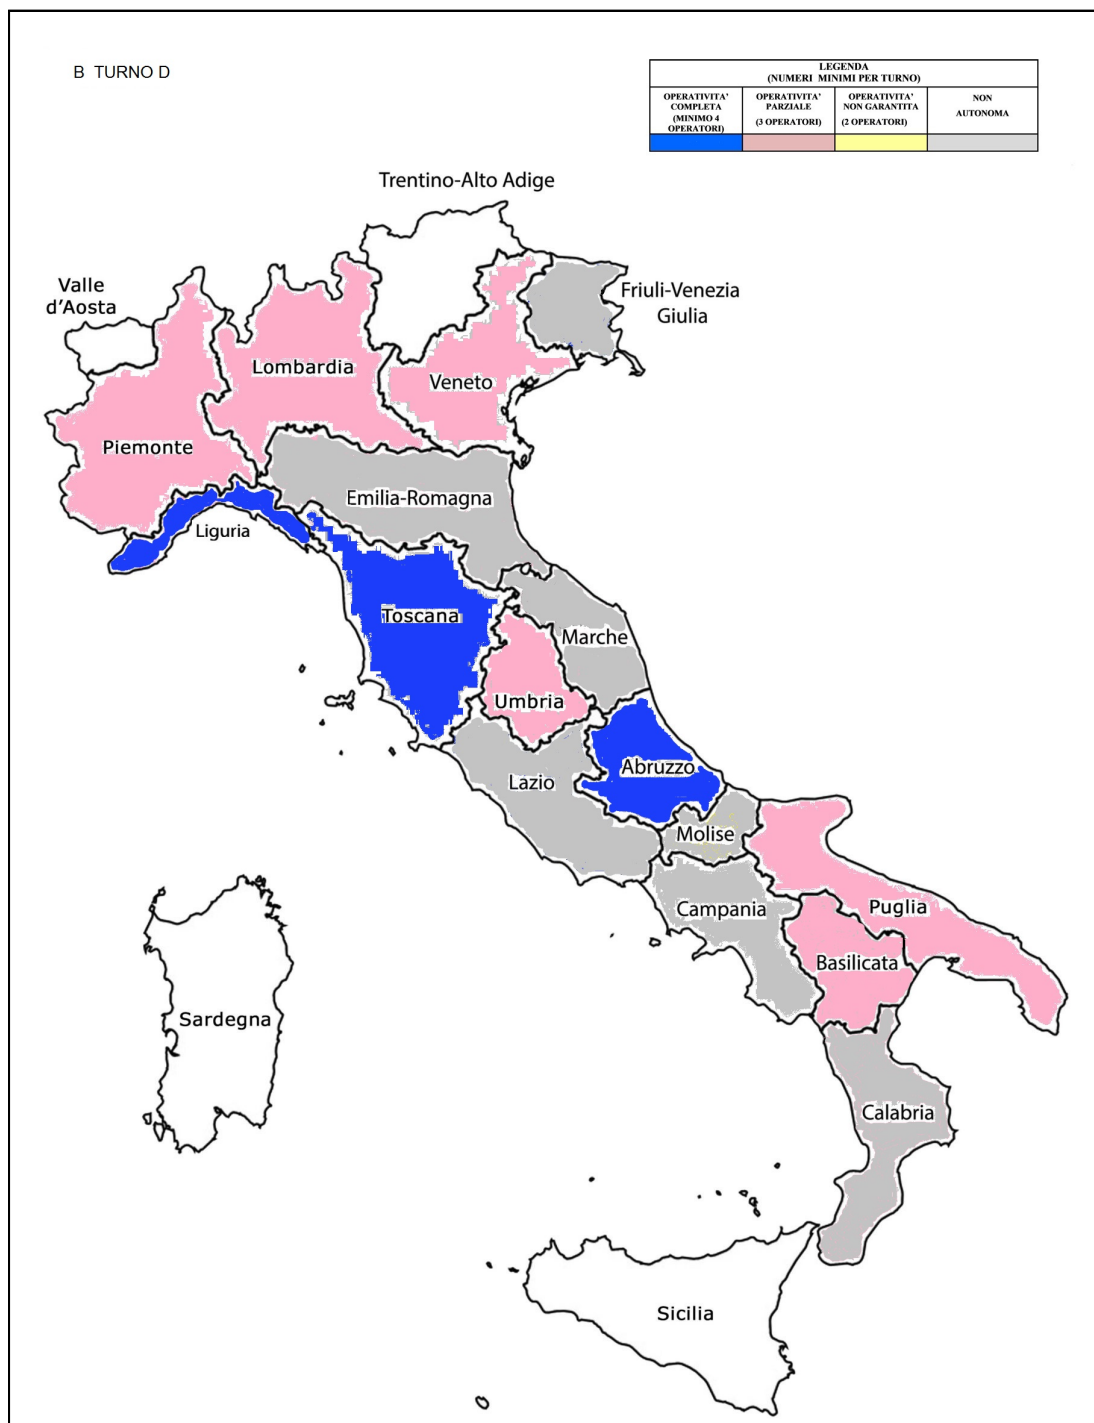 B TURNO D
LEGENDA
(NUMERI MINIMI PER TURNO)
OPERATIVITA'
COMPLETA
(MINIMO 4
OPERATORI)
OPERATIVITA'
PARZIALE
(3 OPERATORI)
OPERATIVITA'
NON GARANTITA
(2 OPERATORI)
NON
AUTONOMA
Trentino-Alto Adige
Valle
d'Aosta
Friuli-Venezia
Giulia
Lombardia
Veneto
Piemonte
Emilia-Romagna
Liguria
Toscana
Marche
Umbria
Abruzzo
Lazio
Molise
Campania
Puglia
Basilicata
Sardegna
Calabria
Sicilia